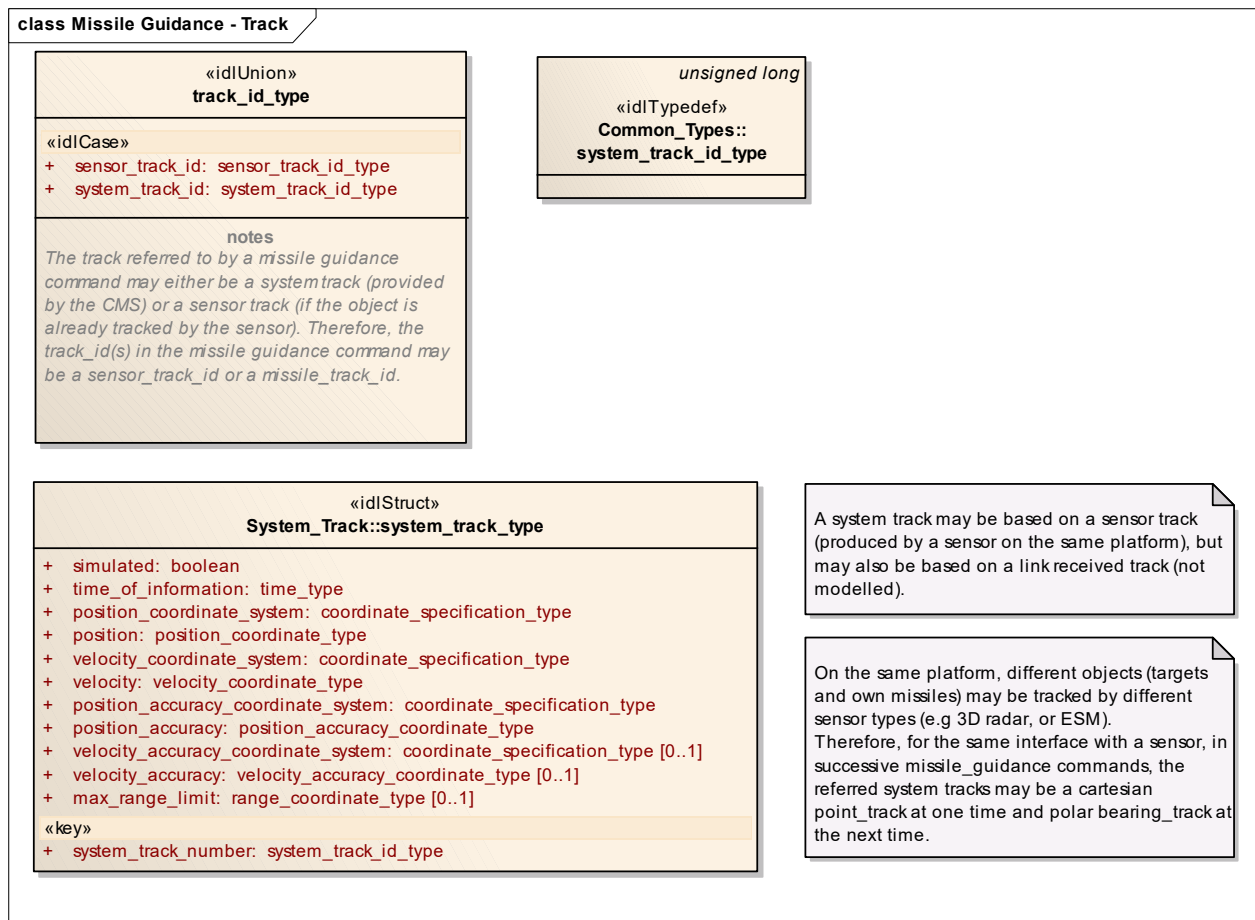 class Missile Guidance - Track
«idlUnion»
track_id_type
«idlCase»
+ sensor_track_id: sensor_track_id_type
+ system_track_id: system_track_id_type
notes
The track referred to by a missile guidance
command may either be a system track (provided
by the CMS) or a sensor track (if the object is
already tracked by the sensor). Therefore, the
track_id(s) in the missile guidance command may
be a sensor_track_id or a missile_track_id.
unsigned long
«idlTypedef»
Common_Types::
system_track_id_type
«idlStruct»
System_Track::system_track_type
+ simulated: boolean
+ time_of_information: time_type
+ position_coordinate_system: coordinate_specification_type
+ position: position_coordinate_type
+ velocity_coordinate_system: coordinate_specification_type
+ velocity: velocity_coordinate_type
+ position_accuracy_coordinate_system: coordinate_specification_type
+ position_accuracy: position_accuracy_coordinate_type
+ velocity_accuracy_coordinate_system: coordinate_specification_type [0..1]
+ velocity_accuracy: velocity_accuracy_coordinate_type [0..1]
+ max_range_limit: range_coordinate_type [0..1]
«key»
+ system_track_number: system_track_id_type
A system track may be based on a sensor track
(produced by a sensor on the same platform), but
may also be based on a link received track (not
modelled).
On the same platform, different objects (targets
and own missiles) may be tracked by different
sensor types (e.g 3D radar, or ESM).
Therefore, for the same interface with a sensor, in
successive missile_guidance commands, the
referred system tracks may be a cartesian
point_track at one time and polar bearing_track at
the next time.